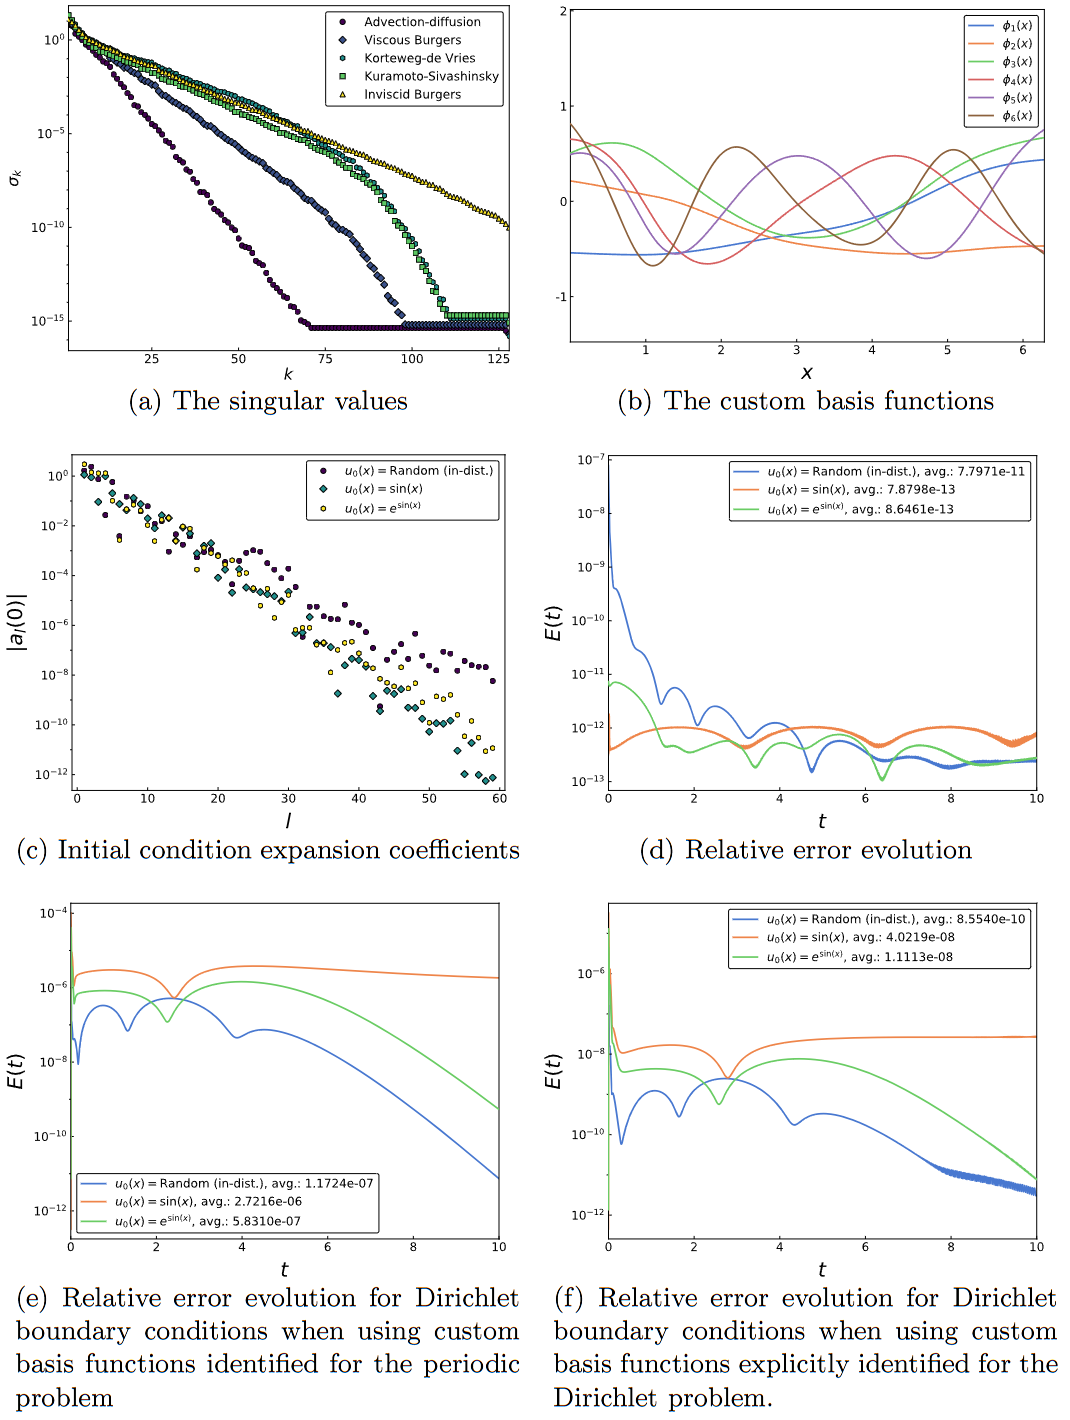 10⁰
10⁻⁵
10⁻¹⁰
10⁻¹⁵
σₖ
25
50
75
100
125
k
Advection-diffusion
Viscous Burgers
Korteweg-de Vries
Kuramoto-Sivashinsky
Inviscid Burgers
(a) The singular values
2
1
0
-1
1
2
3
4
5
6
x
ϕ₁(x)
ϕ₂(x)
ϕ₃(x)
ϕ₄(x)
ϕ₅(x)
ϕ₆(x)
(b) The custom basis functions
10⁰
10⁻²
10⁻⁴
10⁻⁶
10⁻⁸
10⁻¹⁰
10⁻¹²
|aₗ(0)|
0
10
20
30
40
50
60
l
u₀(x) = Random (in-dist.)
u₀(x) = sin(x)
u₀(x) = e^sin(x)
(c) Initial condition expansion coefficients
10⁻⁷
10⁻⁸
10⁻⁹
10⁻¹⁰
10⁻¹¹
10⁻¹²
10⁻¹³
E(t)
0
2
4
6
8
10
t
u₀(x) = Random (in-dist.), avg.: 7.7971e-11
u₀(x) = sin(x), avg.: 7.8798e-13
u₀(x) = e^sin(x), avg.: 8.6461e-13
(d) Relative error evolution
10⁻⁴
10⁻⁶
10⁻⁸
10⁻¹⁰
10⁻¹²
E(t)
0
2
4
6
8
10
t
u₀(x) = Random (in-dist.), avg.: 1.1724e-07
u₀(x) = sin(x), avg.: 2.7216e-06
u₀(x) = e^sin(x), avg.: 5.8310e-07
(e) Relative error evolution for Dirichlet
boundary conditions when using custom
basis functions identified for the periodic
problem
10⁻⁶
10⁻⁸
10⁻¹⁰
10⁻¹²
E(t)
0
2
4
6
8
10
t
u₀(x) = Random (in-dist.), avg.: 8.5540e-10
u₀(x) = sin(x), avg.: 4.0219e-08
u₀(x) = e^sin(x), avg.: 1.1113e-08
(f) Relative error evolution for Dirichlet
boundary conditions when using custom
basis functions explicitly identified for the
Dirichlet problem.